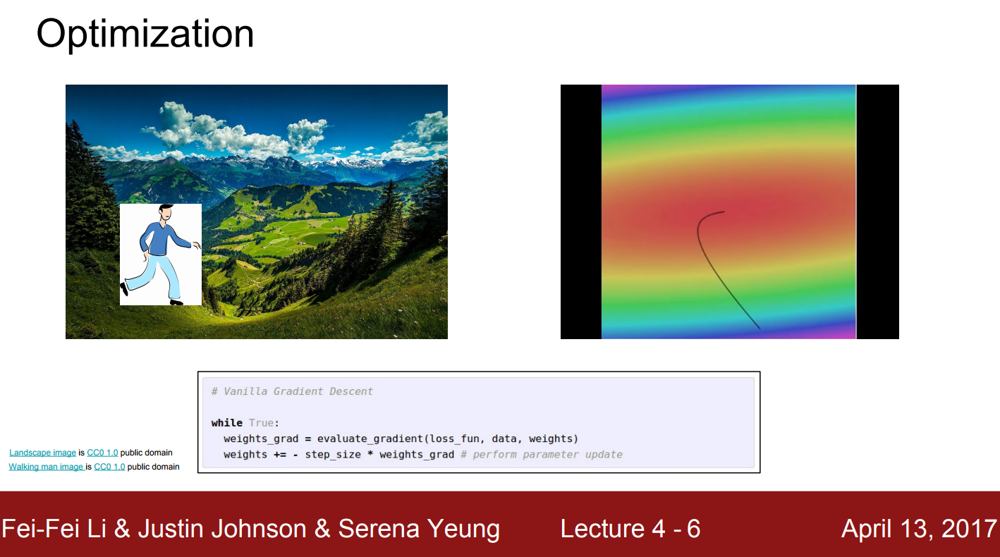 Optimization
# Vanilla Gradient Descent
while True:
  weights_grad = evaluate_gradient(loss_fun, data, weights)
  weights += - step_size * weights_grad # perform parameter update
Landscape image is CC0 1.0 public domain
Walking man image is CC0 1.0 public domain
Fei-Fei Li & Justin Johnson & Serena Yeung
Lecture 4 - 6
April 13, 2017